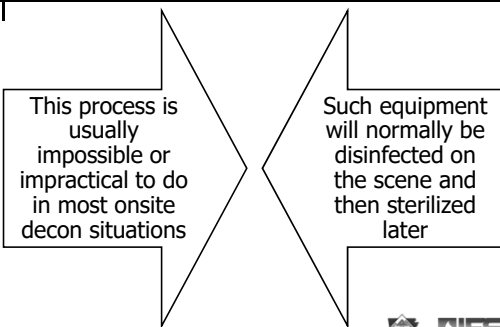 This process is
usually
impossible or
impractical to do
in most onsite
decon situations
Such equipment
will normally be
disinfected on
the scene and
then sterilized
later